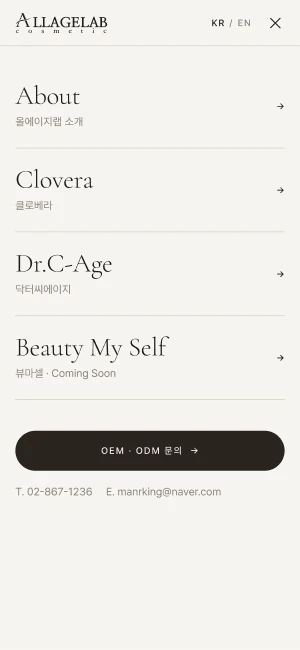 ALLAGELAB
cosmetic
KR / EN
About
올에이지랩 소개
→
Clovera
클로베라
→
Dr.C-Age
닥터씨에이지
→
Beauty My Self
뷰마셀 · Coming Soon
→
OEM · ODM 문의 →
T. 02-867-1236 E. manrking@naver.com